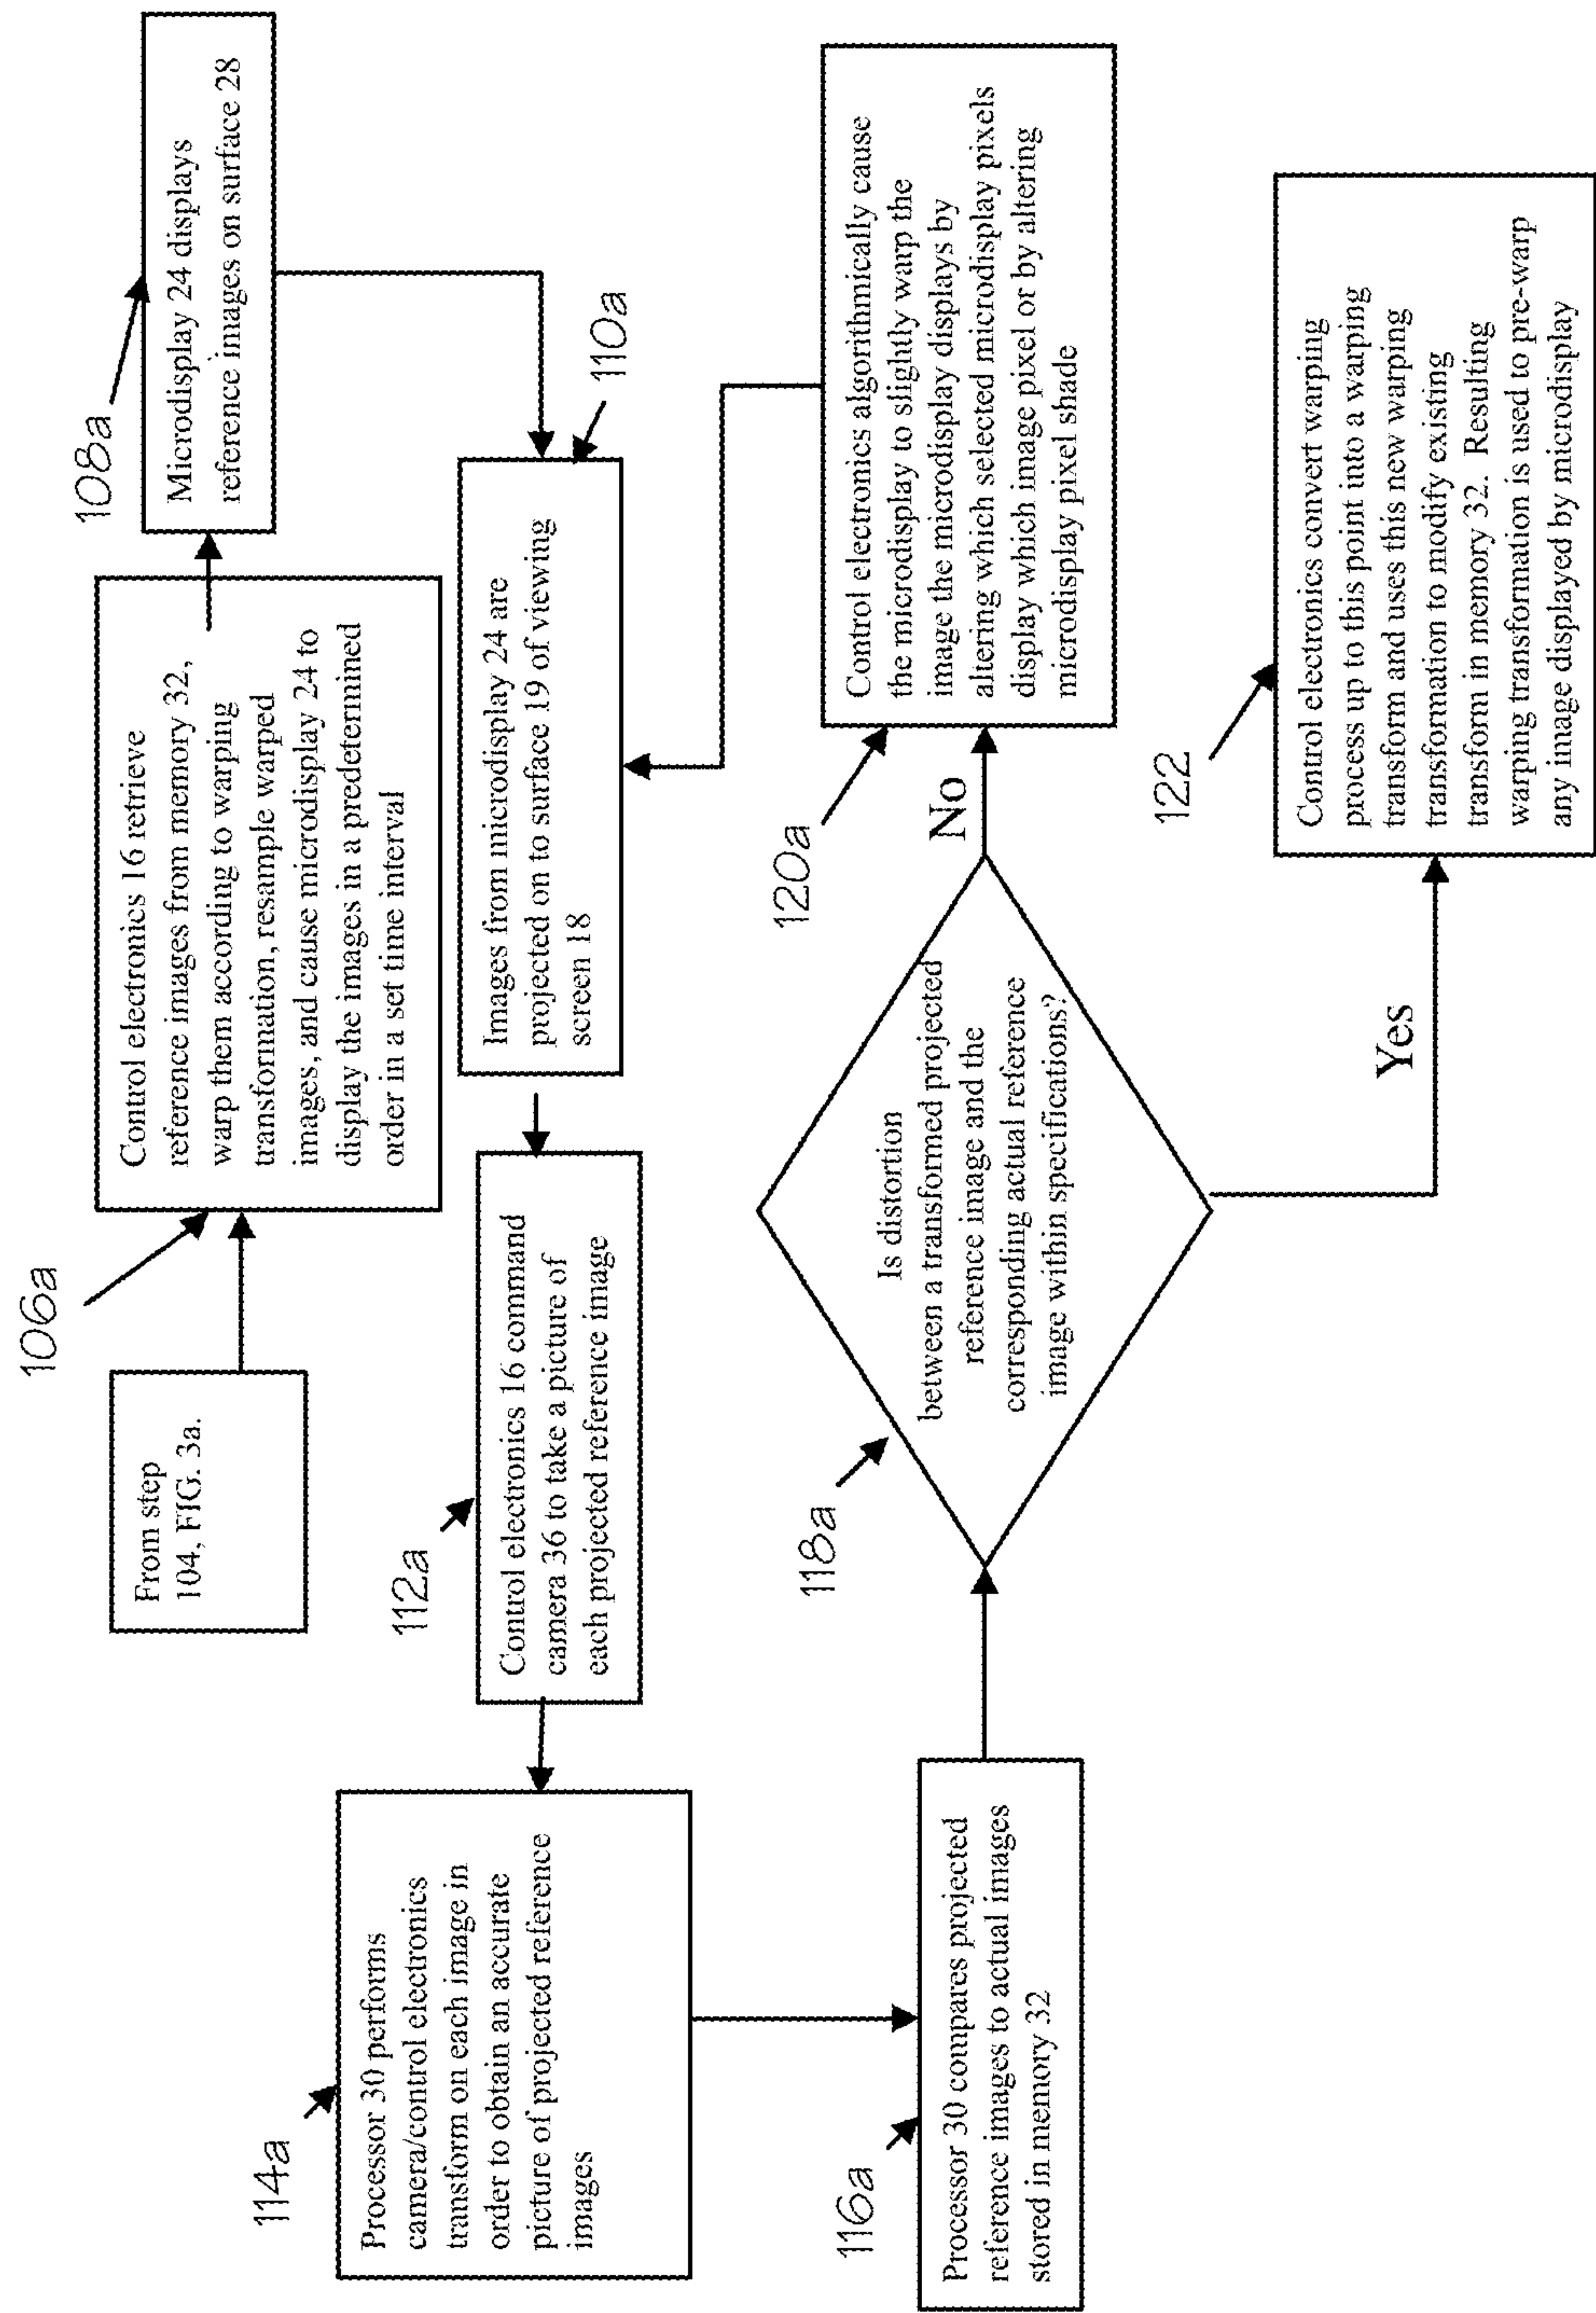 106a
From step
104, FIG. 3a.
Control electronics 16 retrieve
reference images from memory 32,
warp them according to warping
transformation, resample warped
images, and cause microdisplay 24 to
display the images in a predetermined
order in a set time interval
108a
Microdisplay 24 displays
reference images on surface 28
110a
Images from microdisplay 24 are
projected on to surface 19 of viewing
screen 18
112a
Control electronics 16 command
camera 36 to take a picture of
each projected reference image
114a
Processor 30 performs
camera/control electronics
transform on each image in
order to obtain an accurate
picture of projected reference
images
116a
Processor 30 compares projected
reference images to actual images
stored in memory 32
118a
Is distortion
between a transformed projected
reference image and the
corresponding actual reference
image within specifications?
No
120a
Control electronics algorithmically cause
the microdisplay to slightly warp the
image the microdisplay displays by
altering which selected microdisplay pixels
display which image pixel or by altering
microdisplay pixel shade
Yes
122
Control electronics convert warping
process up to this point into a warping
transform and uses this new warping
transformation to modify existing
transform in memory 32. Resulting
warping transformation is used to pre-warp
any image displayed by microdisplay